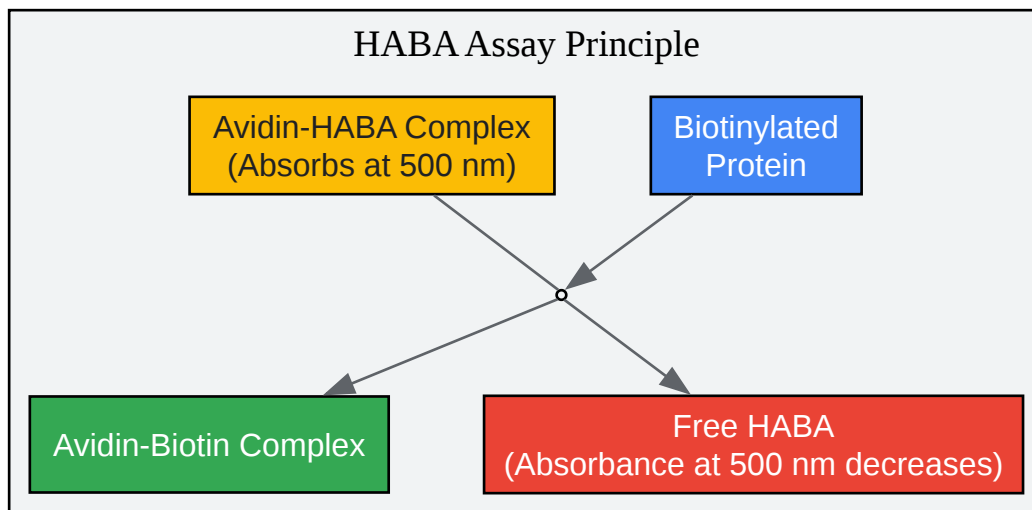 HABA Assay Principle
Avidin-HABA Complex
(Absorbs at 500 nm)
Biotinylated
Protein
Avidin-Biotin Complex
Free HABA
(Absorbance at 500 nm decreases)